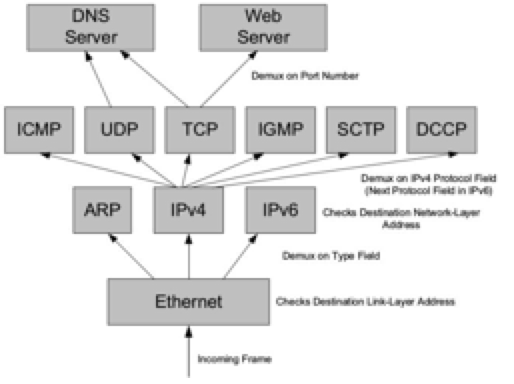 DNS
Server
Web
Server
Demux on Port Number
ICMP
UDP
TCP
IGMP
SCTP
DCCP
Demux on IPv4 Protocol Field
(Next Protocol Field in IPv6)
ARP
IPv4
IPv6
Checks Destination Network-Layer
Address
Demux on Type Field
Ethernet
Checks Destination Link-Layer Address
Incoming Frame